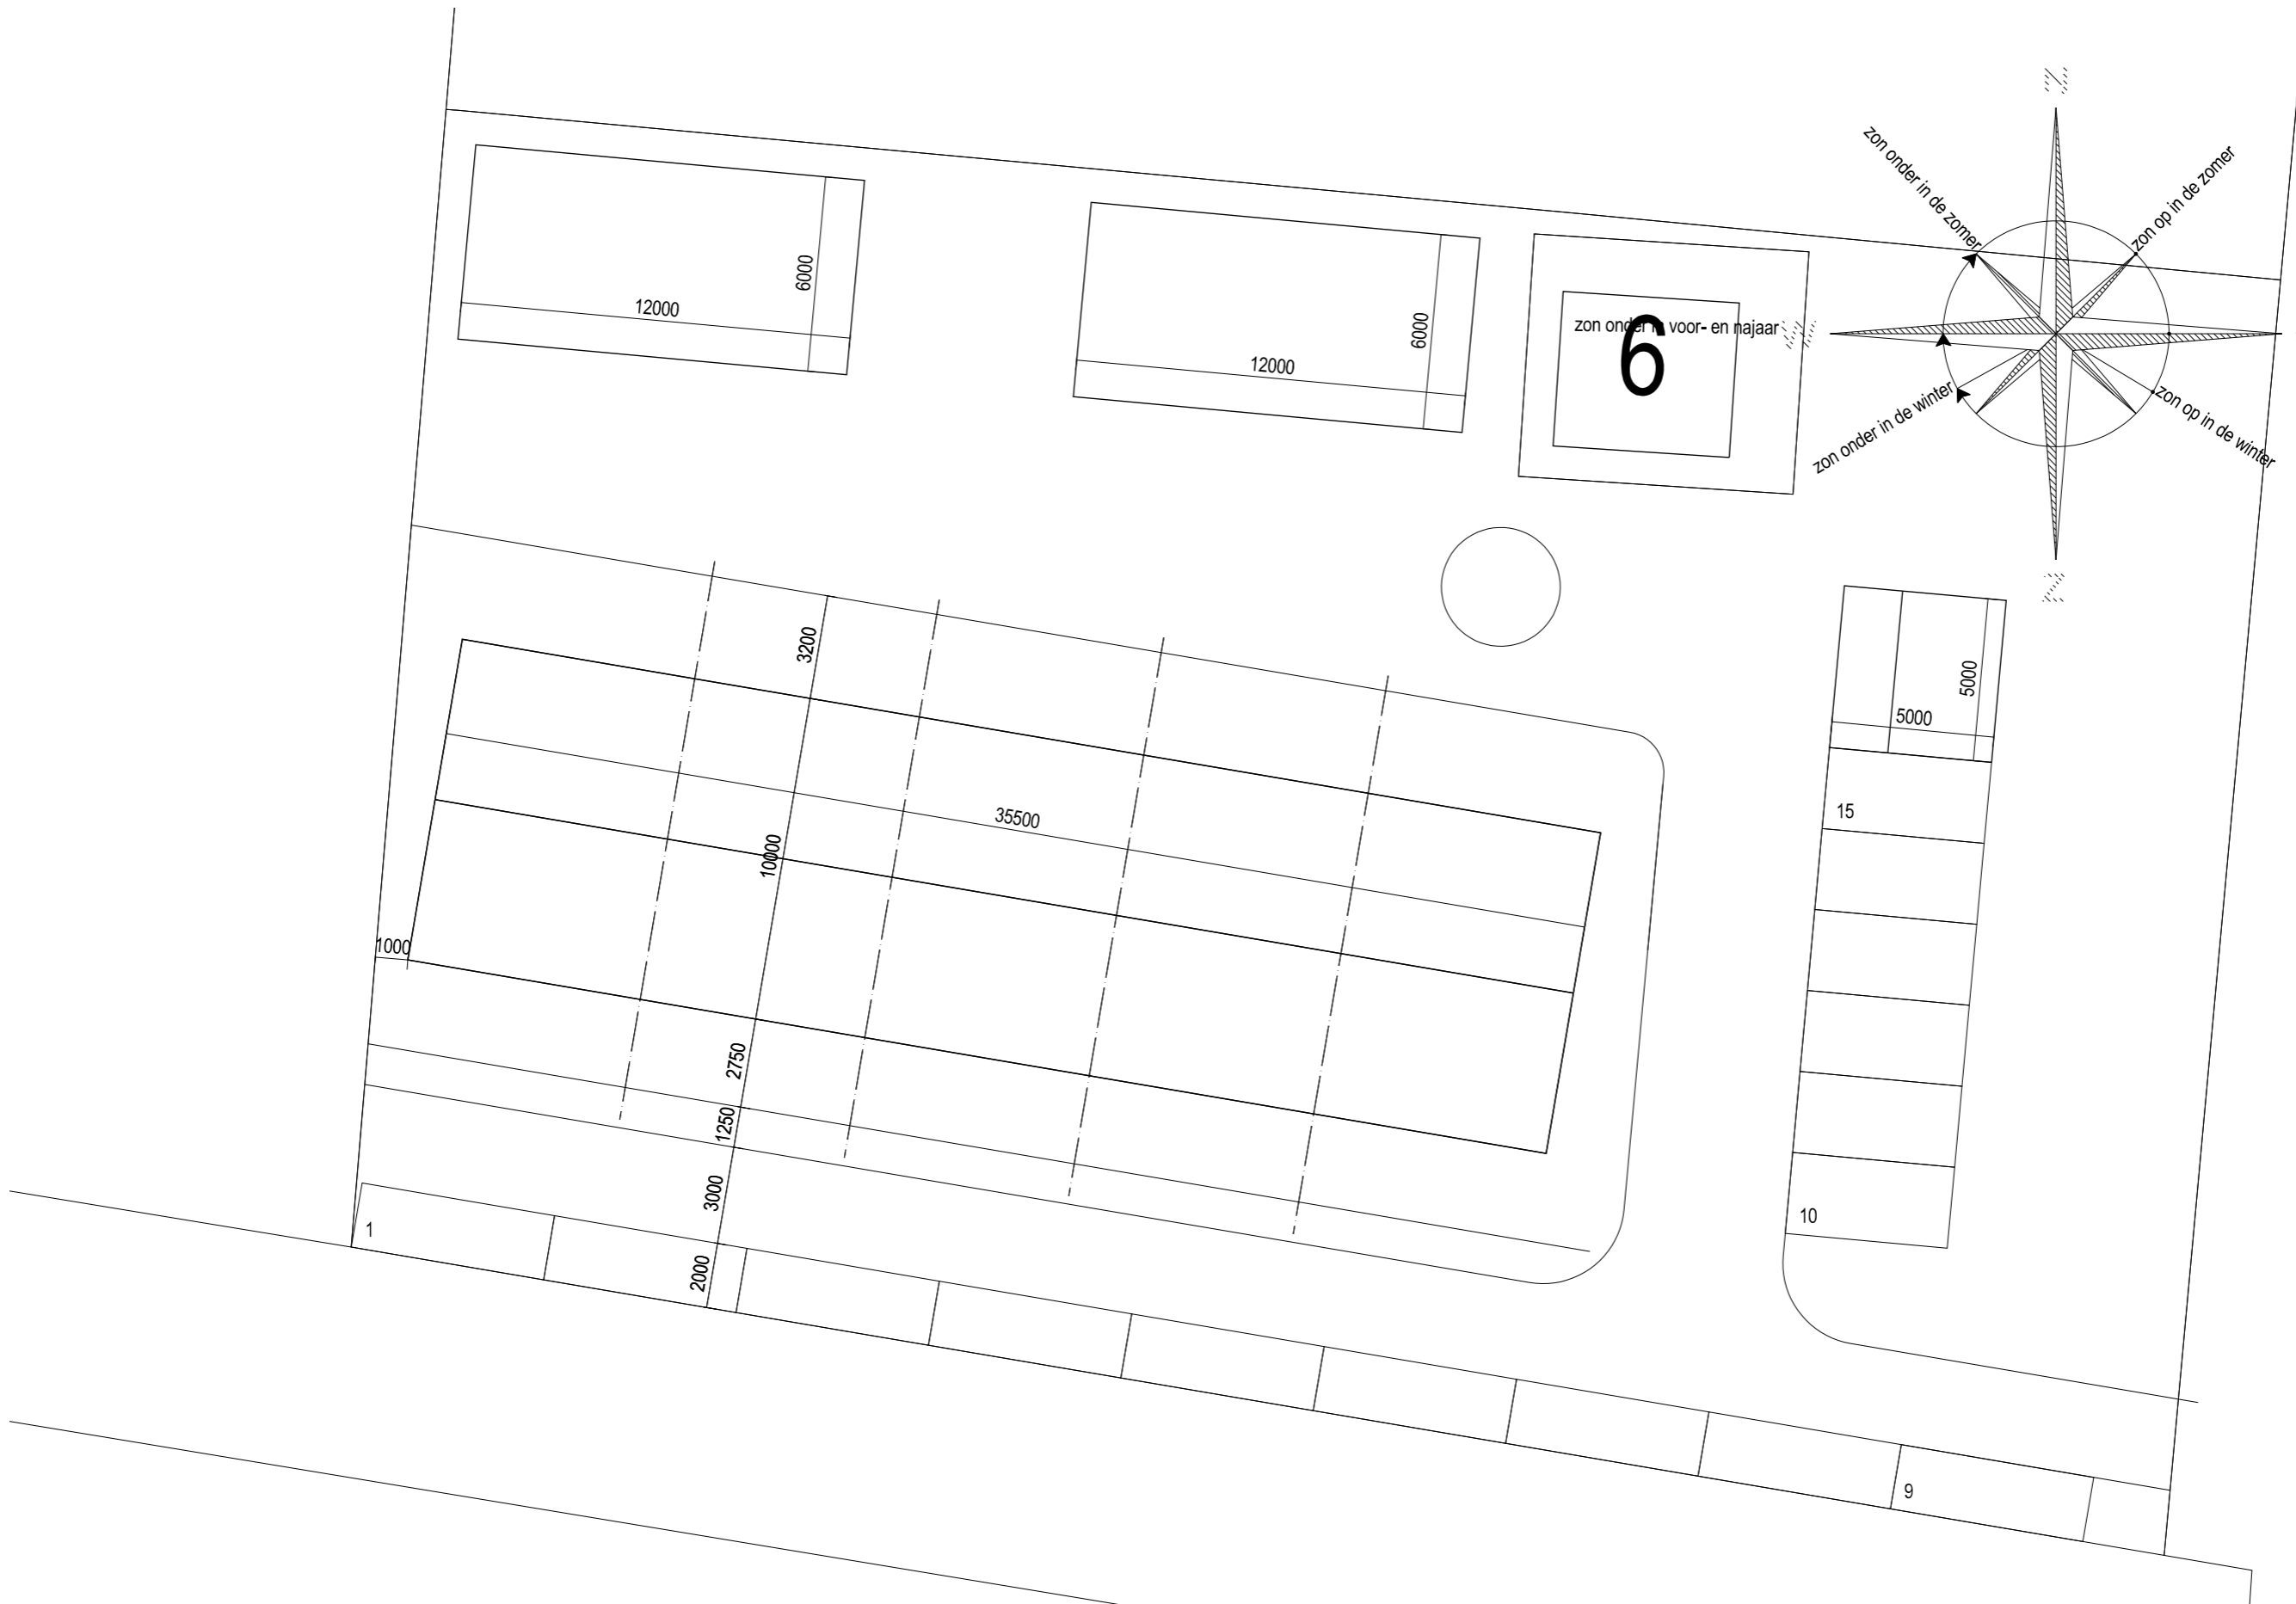 N
zon onder in de zomer
zon op in de zomer
6000
12000
6000
12000
zon onder in voor- en najaar
W
6
zon onder in de winter
zon op in de winter
Z
3200
5000
5000
15
35500
10000
1000
2750
1250
3000
2000
1
10
9